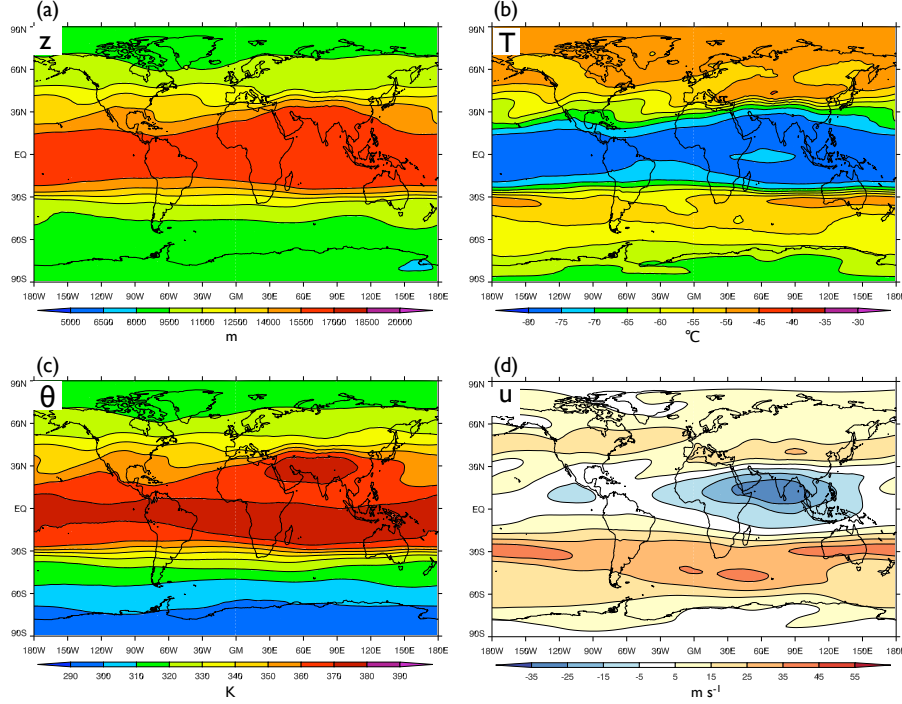 (a)
(b)
90N
z
60N
30N
EQ
30S
60S
90S
180W 150W 120W 90W 60W 30W GM 30E 60E 90E 120E 150E 180E
5000 6500 8000 9500 11000 12500 14000 15500 17000 18500 20000
m
90N
T
60N
30N
EQ
30S
60S
90S
180W 150W 120W 90W 60W 30W GM 30E 60E 90E 120E 150E 180E
-80 -75 -70 -65 -60 -55 -50 -45 -40 -35 -30
°C
(c)
(d)
90N
θ
60N
30N
EQ
30S
60S
90S
180W 150W 120W 90W 60W 30W GM 30E 60E 90E 120E 150E 180E
290 300 310 320 330 340 350 360 370 380 390
K
90N
u
60N
30N
EQ
30S
60S
90S
180W 150W 120W 90W 60W 30W GM 30E 60E 90E 120E 150E 180E
-35 -25 -15 -5 5 15 25 35 45 55
m s⁻¹